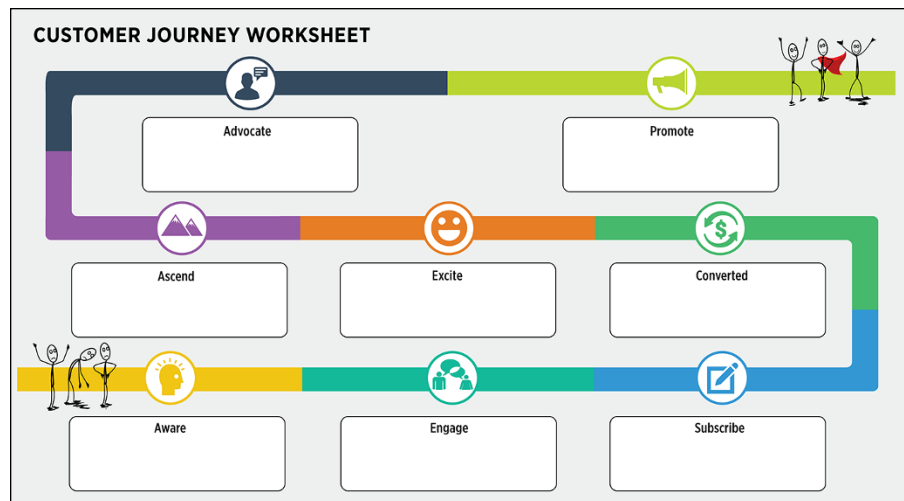 CUSTOMER JOURNEY WORKSHEET
Advocate
Promote
Ascend
Excite
Converted
Aware
Engage
Subscribe